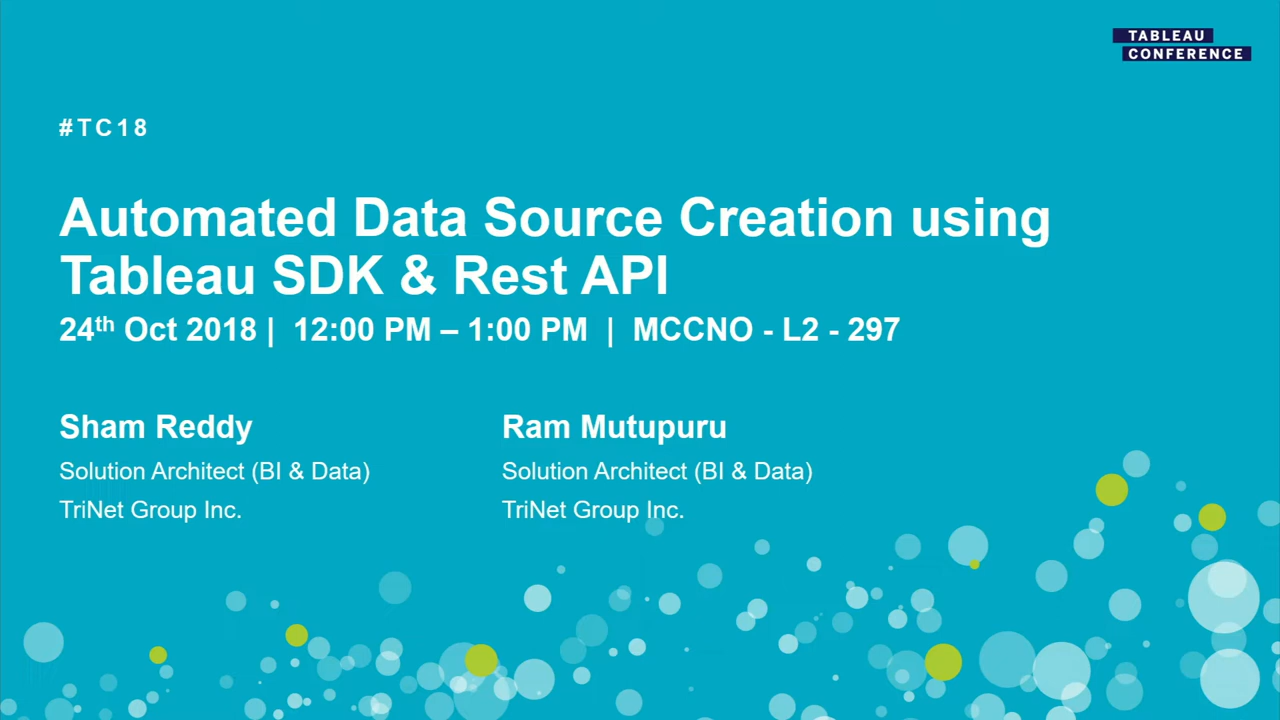 TABLEAU
CONFERENCE
#TC18
Automated Data Source Creation using
Tableau SDK & Rest API
24th Oct 2018 | 12:00 PM – 1:00 PM | MCCNO - L2 - 297
Sham Reddy
Solution Architect (BI & Data)
TriNet Group Inc.
Ram Mutupuru
Solution Architect (BI & Data)
TriNet Group Inc.